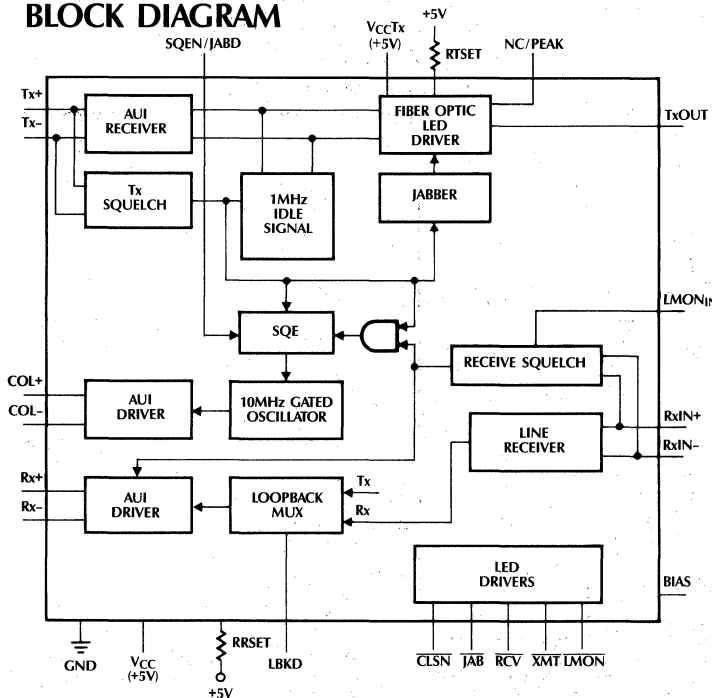 BLOCK DIAGRAM
SQEN/JABD
VCCTx
(+5V)
+5V
RTSET
NC/PEAK
Tx+
Tx–
AUI
RECEIVER
FIBER OPTIC
LED
DRIVER
TxOUT
Tx
SQUELCH
1MHz
IDLE
SIGNAL
JABBER
LMONIN
SQE
RECEIVE SQUELCH
COL+
COL–
AUI
DRIVER
10MHz GATED
OSCILLATOR
LINE
RECEIVER
RxIN+
RxIN–
Rx+
Rx–
AUI
DRIVER
LOOPBACK
MUX
Tx
Rx
LED
DRIVERS
BIAS
GND
VCC
(+5V)
RRSET
+5V
LBKD
CLSN JAB RCV XMT LMON